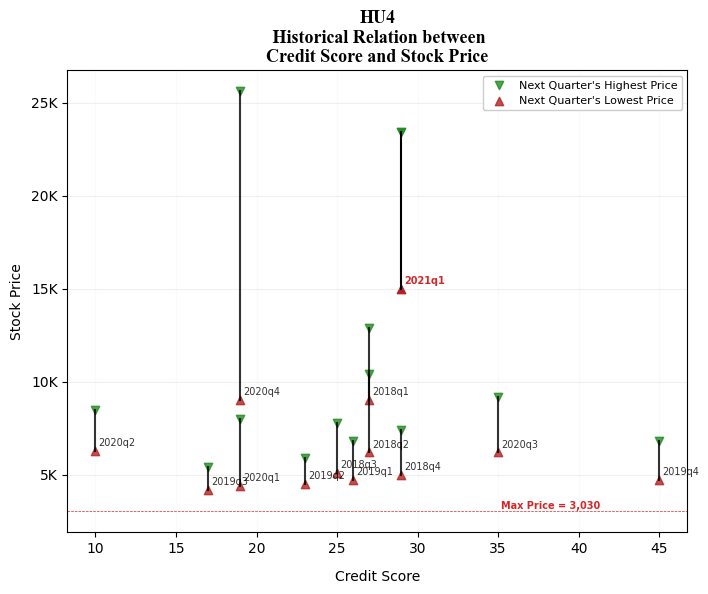 HU4
Historical Relation between
Credit Score and Stock Price
Next Quarter's Highest Price
Next Quarter's Lowest Price
25K
20K
15K
10K
5K
Stock Price
2021q1
2020q4
2018q1
2020q2
2018q2
2020q3
2018q3
2018q4
2019q3
2020q1
2019q2
2019q1
2019q4
Max Price = 3,030
10
15
20
25
30
35
40
45
Credit Score